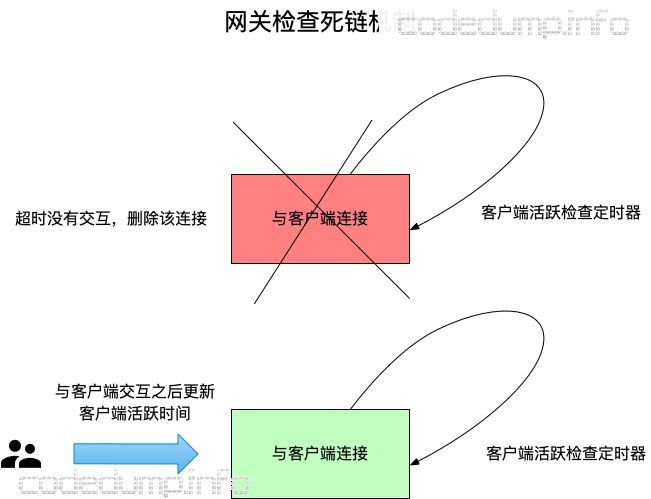 网关检查死链机制
codedump.info
超时没有交互，删除该连接
与客户端连接
客户端活跃检查定时器
与客户端交互之后更新
客户端活跃时间
与客户端连接
客户端活跃检查定时器
codedump.info